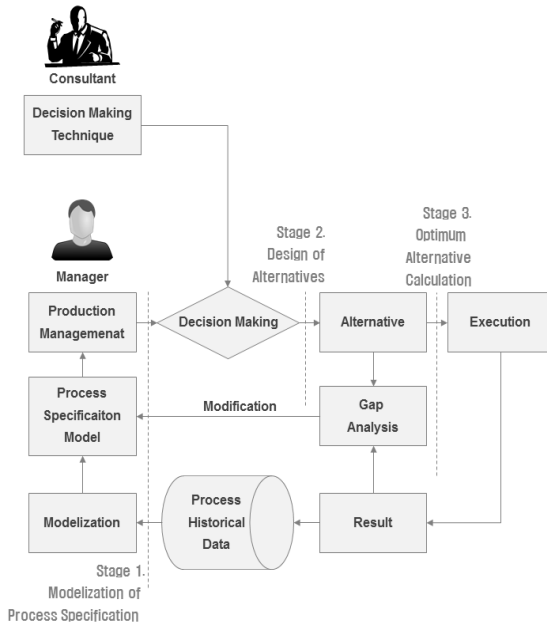 Consultant
Decision Making
Technique
Manager
Stage 2.
Design of
Alternatives
Stage 3.
Optimum
Alternative
Calculation
Production
Managemenat
Decision Making
Alternative
Execution
Process
Specificaiton
Model
Modification
Gap
Analysis
Modelization
Process
Historical
Data
Result
Stage 1.
Modelization of
Process Specification